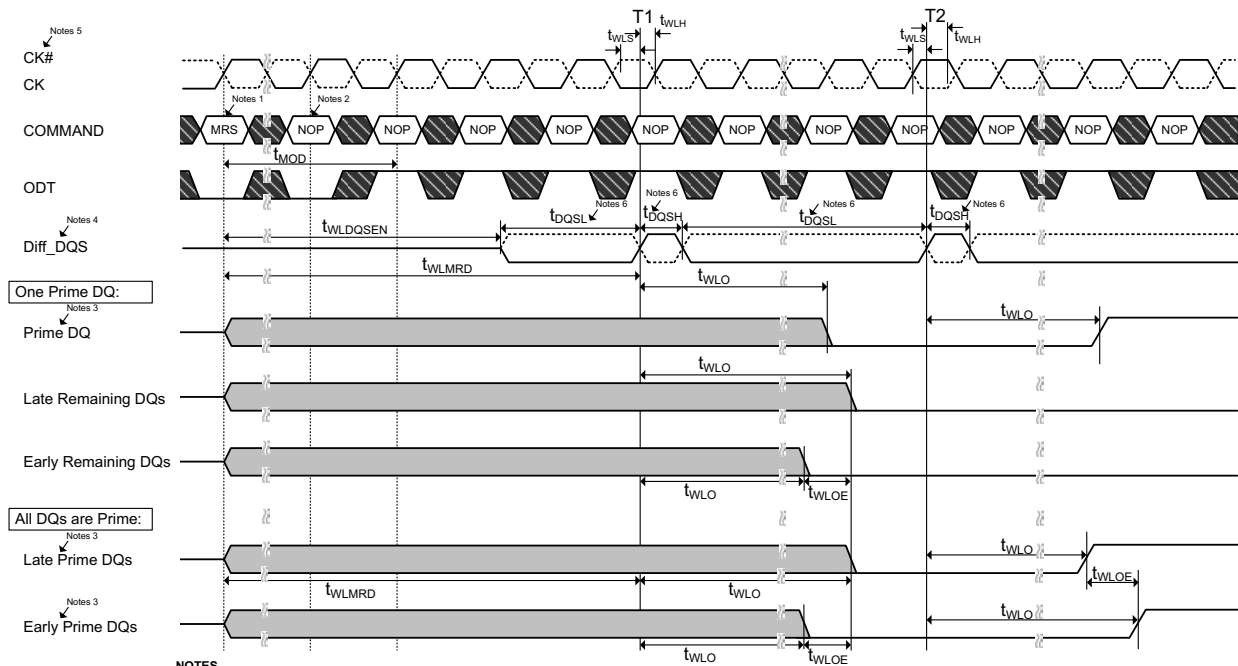 T1
T2
Notes 5
tWLS
tWLH
tWLS
tWLH
CK#
CK
Notes 1
Notes 2
COMMAND
MRS
NOP
NOP
NOP
NOP
NOP
NOP
NOP
NOP
NOP
NOP
NOP
tMOD
ODT
Notes 4
Diff_DQS
tWLDQSEN
tDQSL
Notes 6
tDQSH
Notes 6
tDQSL
Notes 6
tDQSH
Notes 6
tWLMRD
tWLO
One Prime DQ:
Notes 3
Prime DQ
tWLO
tWLO
Late Remaining DQs
Early Remaining DQs
tWLO
tWLOE
All DQs are Prime:
Notes 3
Late Prime DQs
tWLO
tWLMRD
tWLO
tWLOE
Notes 3
Early Prime DQs
tWLO
tWLO
tWLOE
NOTES